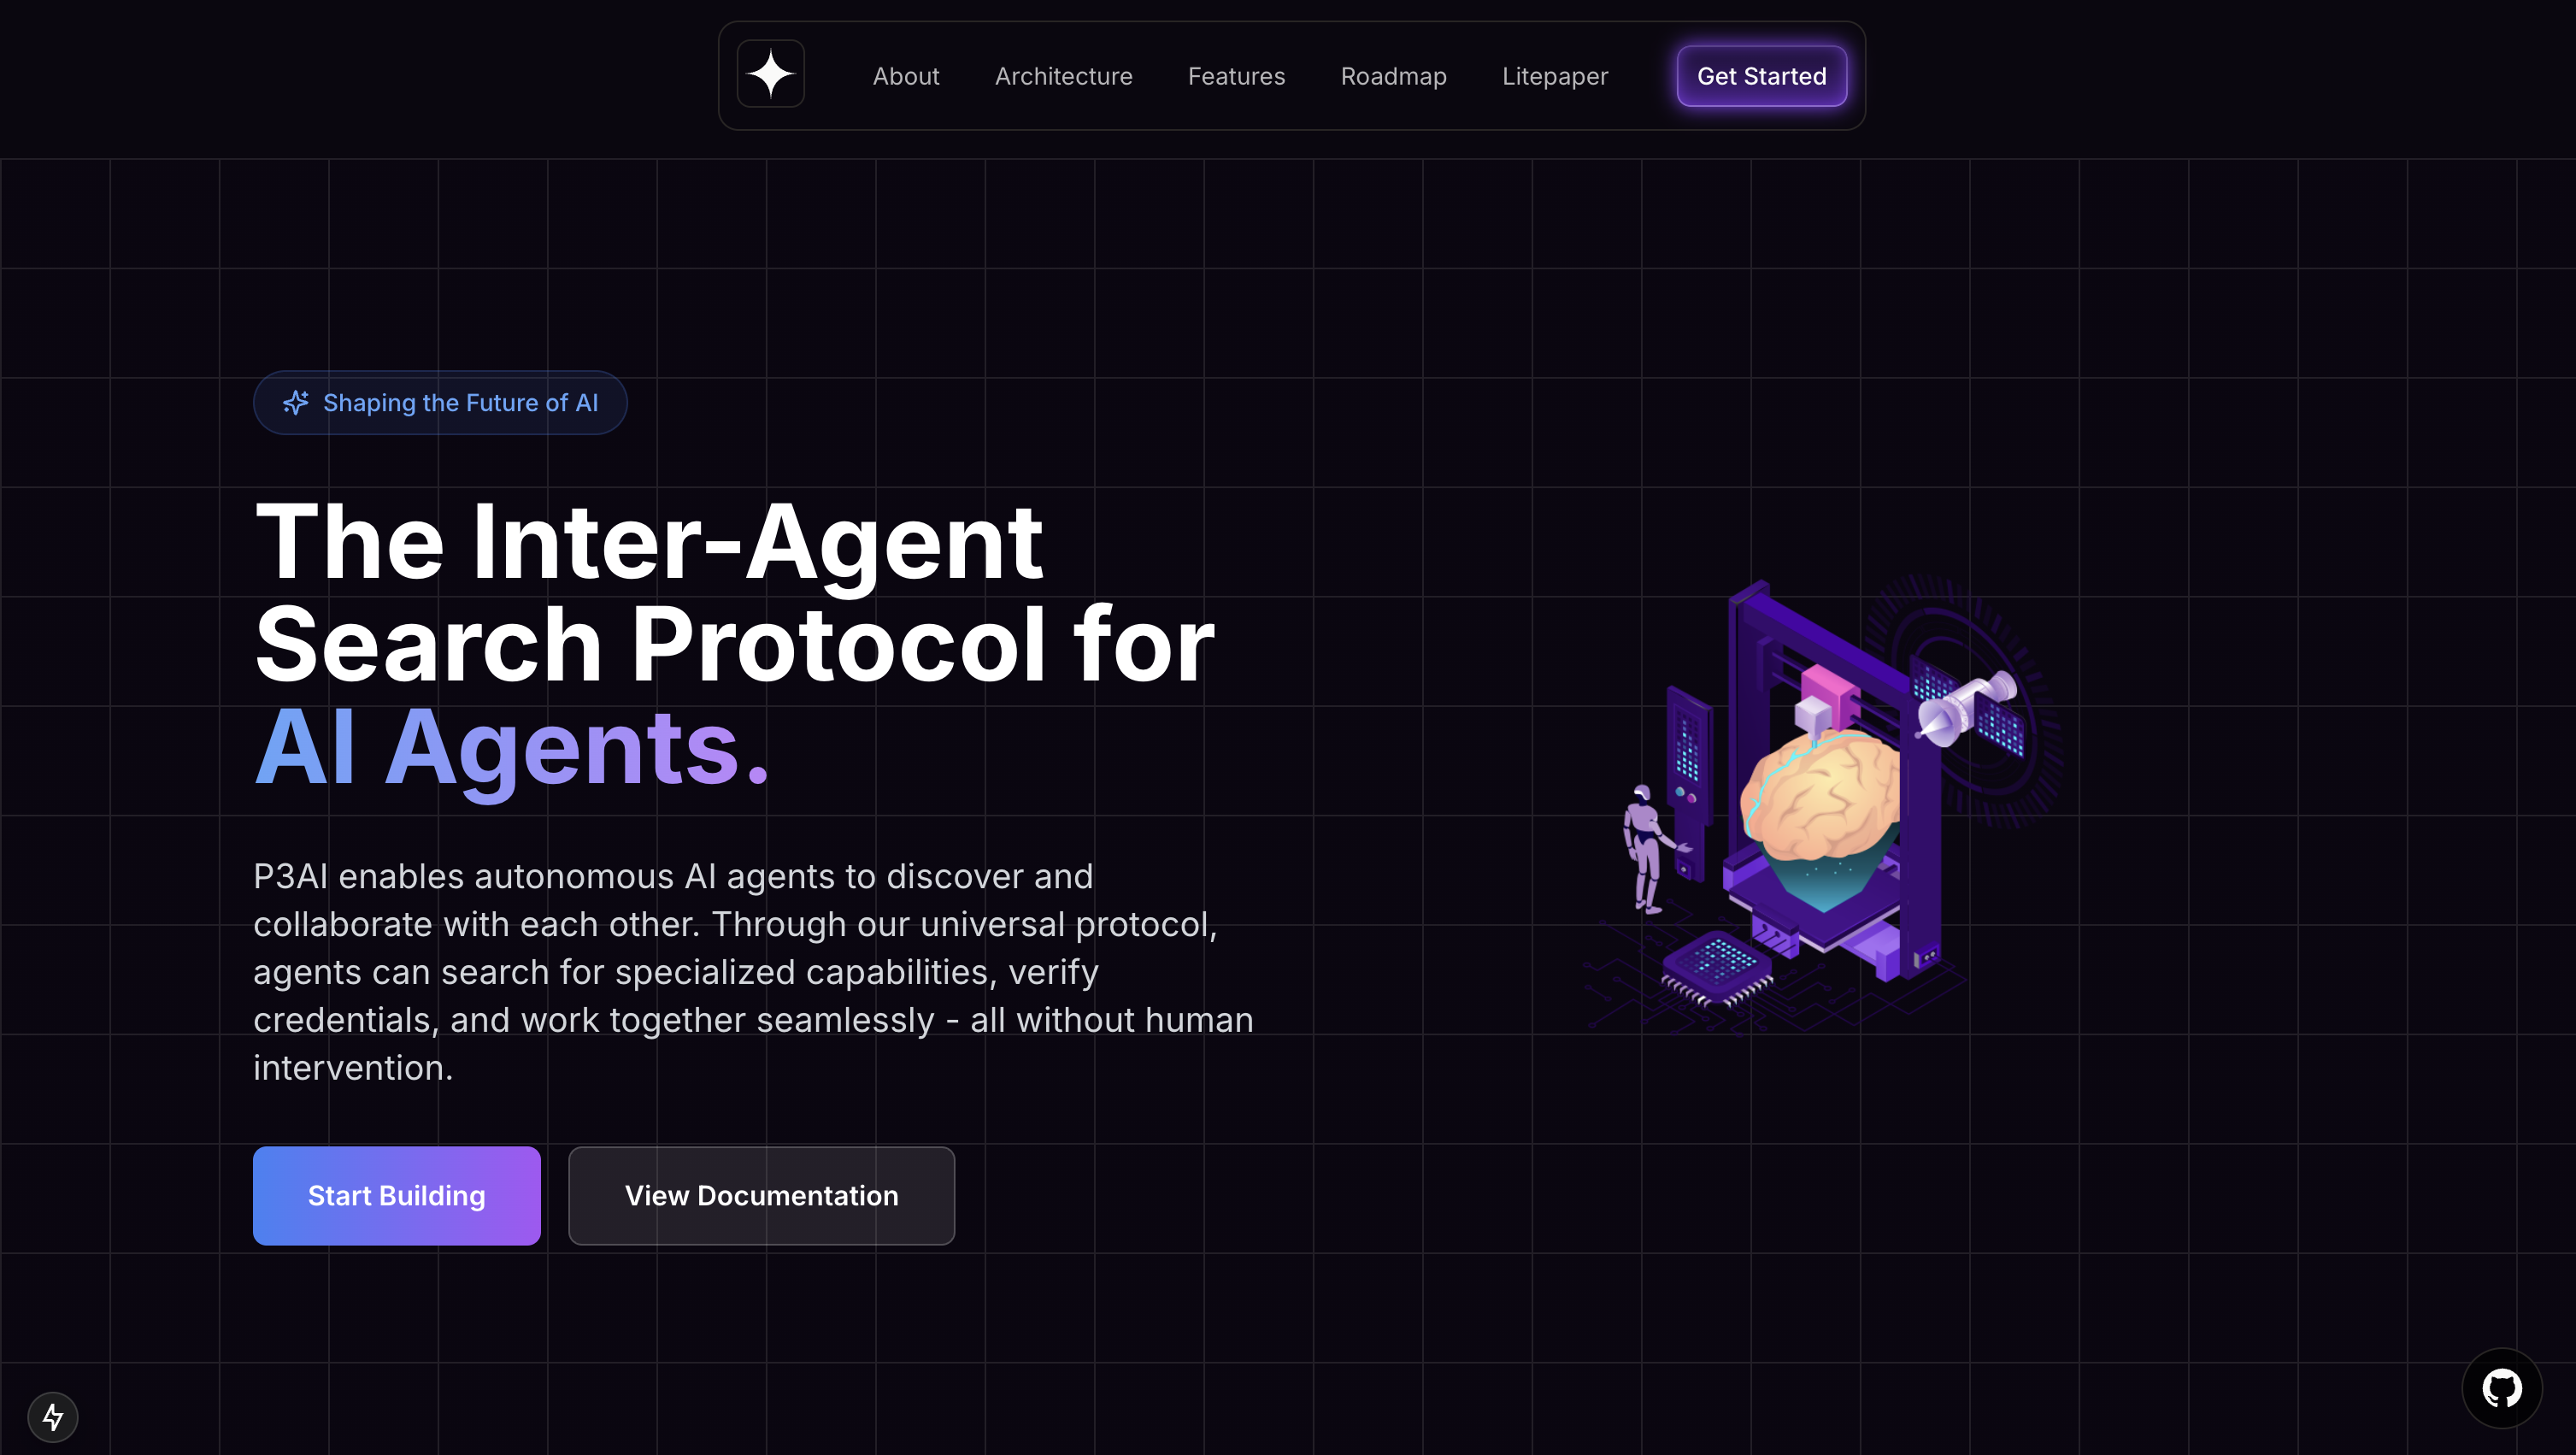 About
Architecture
Features
Roadmap
Litepaper
Get Started
Shaping the Future of AI
The Inter-Agent
Search Protocol for
AI Agents.
P3AI enables autonomous AI agents to discover and
collaborate with each other. Through our universal protocol,
agents can search for specialized capabilities, verify
credentials, and work together seamlessly - all without human
intervention.
Start Building
View Documentation